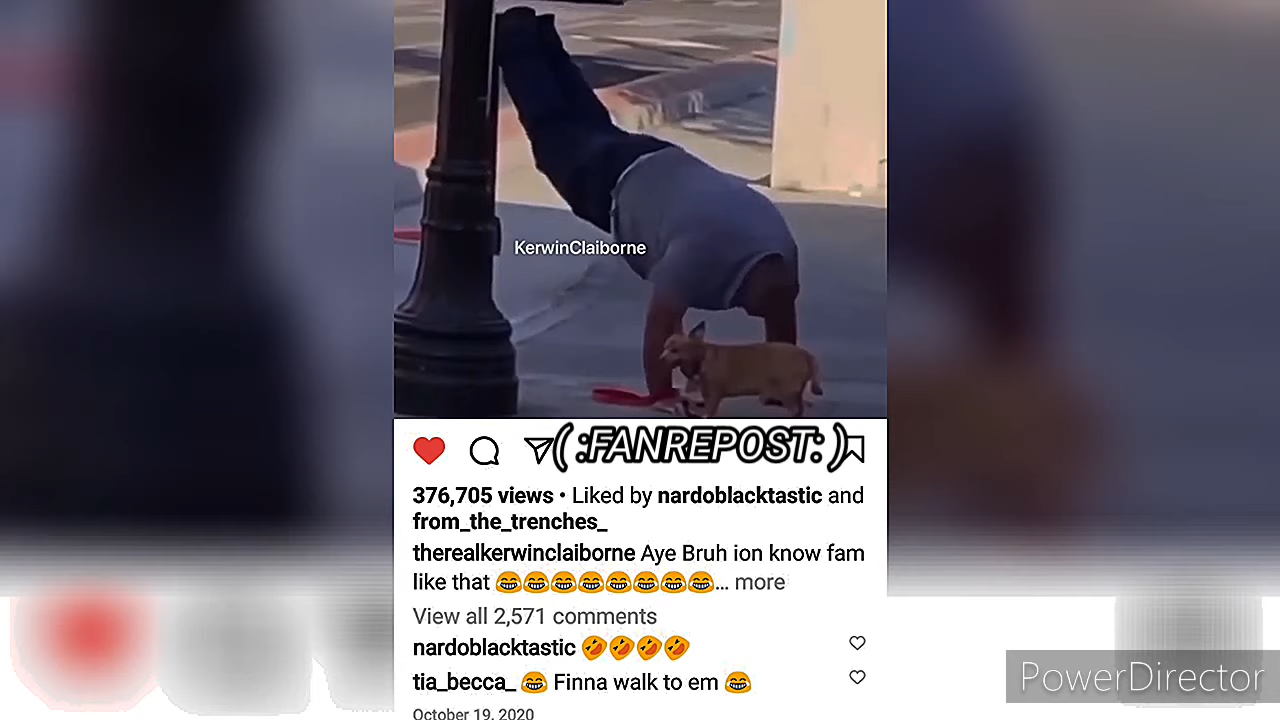 KerwinClaiborne
( :FANREPOST: )
376,705 views • Liked by nardoblacktastic and
from_the_trenches_
therealkerwinclaiborne Aye Bruh ion know fam
like that 😂😂😂😂😂😂😂😂... more
View all 2,571 comments
nardoblacktastic 🤣🤣🤣🤣
tia_becca_ 😂 Finna walk to em 😂
October 19, 2020
PowerDirector